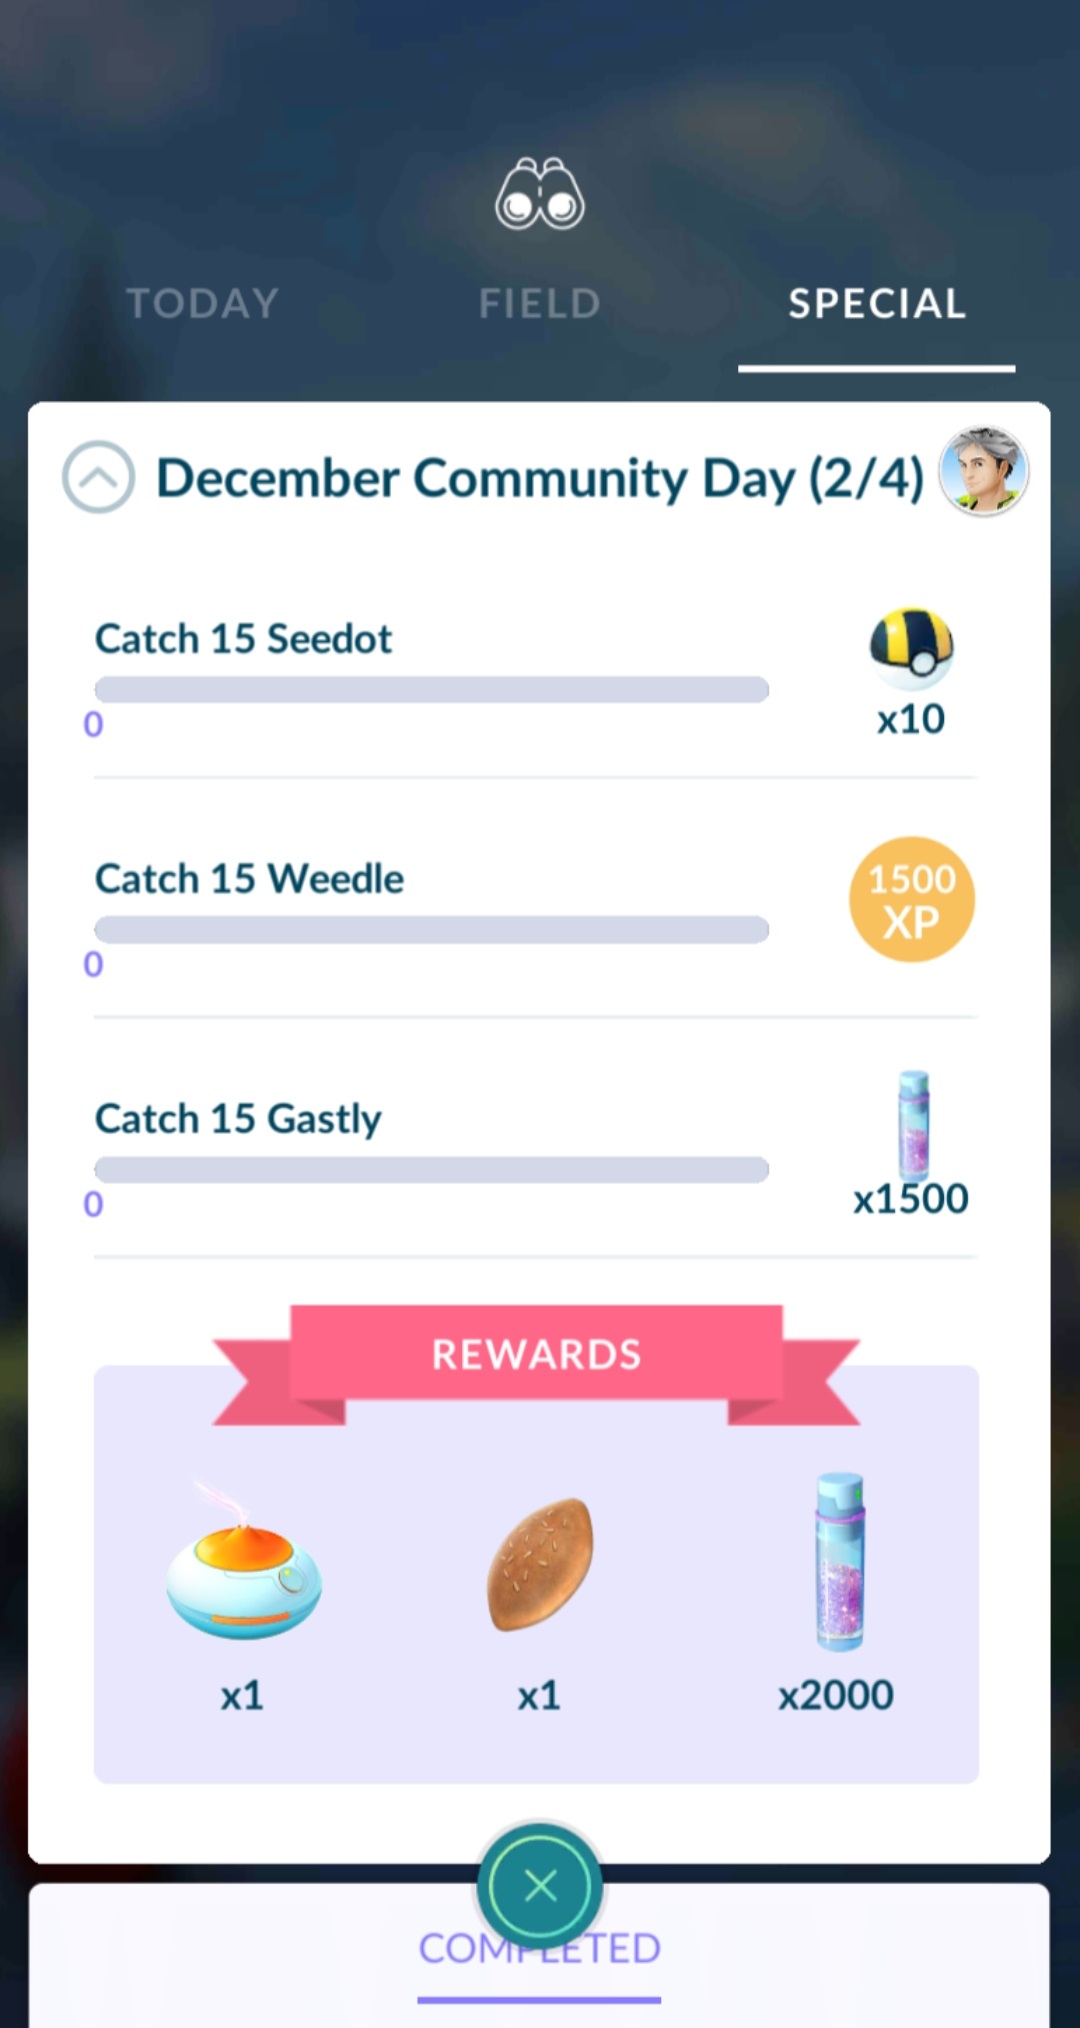 TODAY FIELD SPECIAL
December Community Day (2/4)
Catch 15 Seedot
0
x10
Catch 15 Weedle
0
1500
XP
Catch 15 Gastly
0
x1500
REWARDS
x1 x1 x2000
COMPLETED